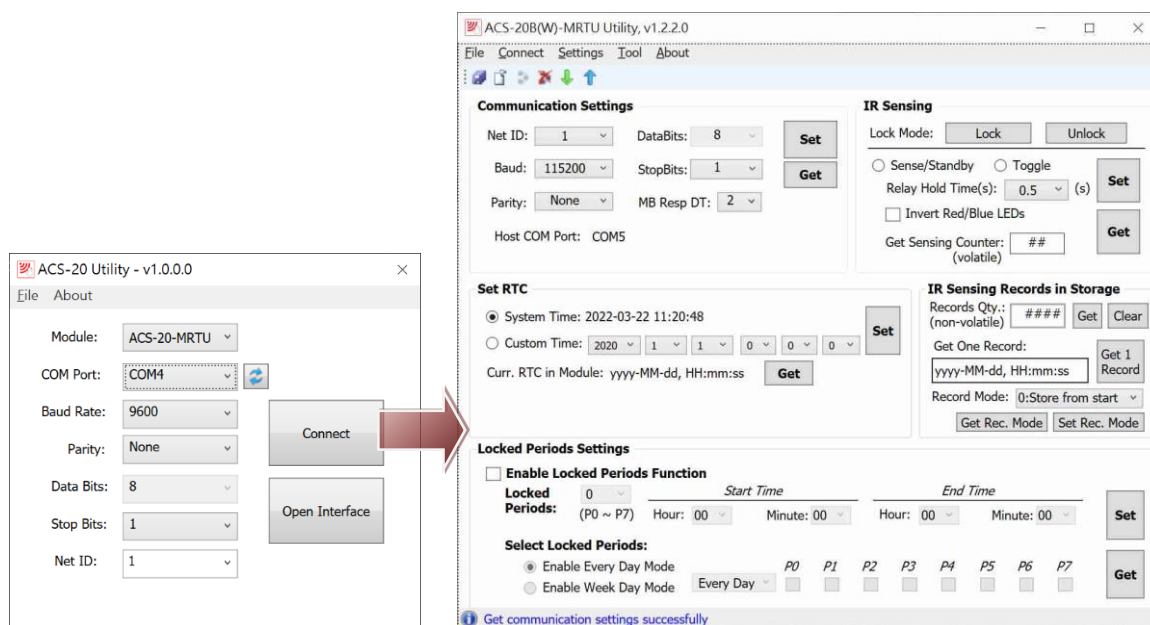 ACS-20 Utility - v1.0.0.0
File About
Module: ACS-20-MRTU
COM Port: COM4
Baud Rate: 9600
Parity: None
Data Bits: 8
Stop Bits: 1
Net ID: 1
Connect
Open Interface
ACS-20B(W)-MRTU Utility, v1.2.2.0
File Connect Settings Tool About
Communication Settings
Net ID: 1 DataBits: 8 Set
Baud: 115200 StopBits: 1 Get
Parity: None MB Resp DT: 2
Host COM Port: COM5
IR Sensing
Lock Mode: Lock Unlock
Sense/Standby Toggle
Relay Hold Time(s): 0.5 (s) Set
Invert Red/Blue LEDs
Get Sensing Counter: ## Get
(volatile)
Set RTC
System Time: 2022-03-22 11:20:48
Custom Time: 2020 1 1 0 0 0 Set
Curr. RTC in Module: yyyy-MM-dd, HH:mm:ss Get
IR Sensing Records in Storage
Records Qty.: #### Get Clear
(non-volatile)
Get One Record:
yyyy-MM-dd, HH:mm:ss Get 1
Record
Record Mode: 0:Store from start
Get Rec. Mode Set Rec. Mode
Locked Periods Settings
Enable Locked Periods Function
Locked 0 Start Time End Time
Periods: (P0 ~ P7) Hour: 00 Minute: 00 Hour: 00 Minute: 00 Set
Select Locked Periods:
Enable Every Day Mode P0 P1 P2 P3 P4 P5 P6 P7
Enable Week Day Mode Every Day Get
Get communication settings successfully